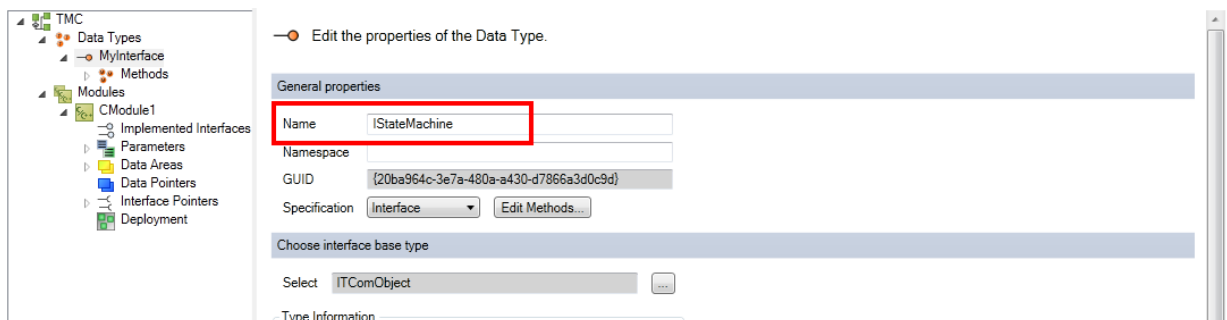 TMC
Data Types
MyInterface
Methods
Modules
CModule1
Implemented Interfaces
Parameters
Data Areas
Data Pointers
Interface Pointers
Deployment
Edit the properties of the Data Type.
General properties
Name IStateMachine
Namespace
GUID {20ba964c-3e7a-480a-a430-d7866a3d0c9d}
Specification Interface Edit Methods...
Choose interface base type
Select ITComObject ...
Type Information